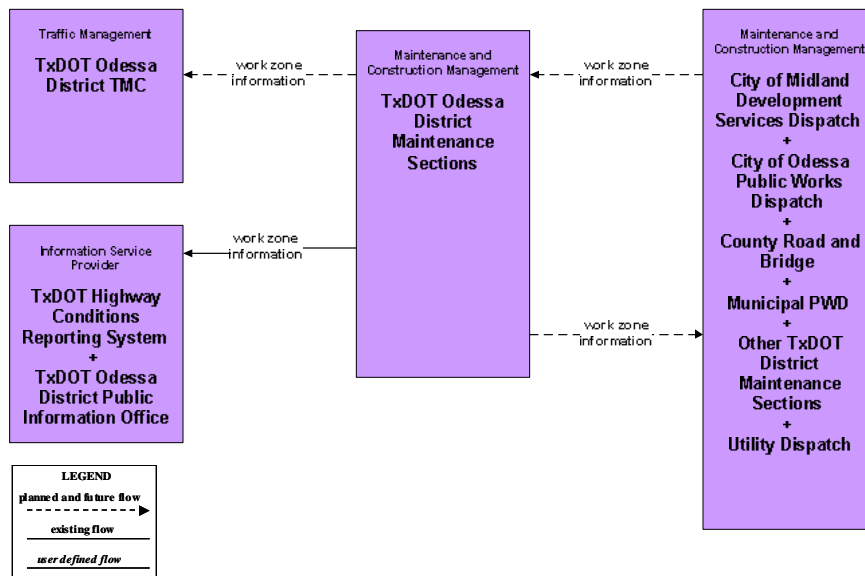 Traffic Management
TxDOT Odessa
District TMC
work zone
information
Maintenance and
Construction Management
TxDOT Odessa
District
Maintenance
Sections
work zone
information
Maintenance and
Construction Management
City of Midland
Development
Services Dispatch
+
City of Odessa
Public Works
Dispatch
+
County Road and
Bridge
+
Municipal PWD
+
Other TxDOT
District
Maintenance
Sections
+
Utility Dispatch
Information Service
Provider
TxDOT Highway
Conditions
Reporting System
+
TxDOT Odessa
District Public
Information Office
work zone
information
work zone
information
LEGEND
planned and future flow
existing flow
user defined flow